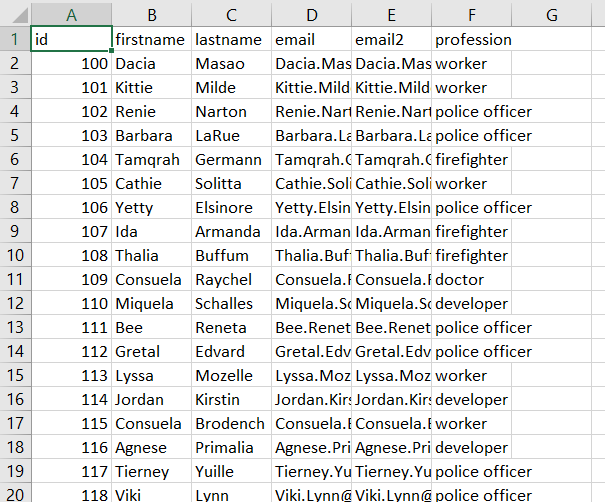 A B C D E F G
1 id firstname lastname email email2 profession
2 100 Dacia Masao Dacia.Mas Dacia.Mas worker
3 101 Kittie Milde Kittie.Mild Kittie.Mild worker
4 102 Renie Narton Renie.Nart Renie.Nart police officer
5 103 Barbara LaRue Barbara.La Barbara.La police officer
6 104 Tamqrah Germann Tamqrah.G Tamqrah.G firefighter
7 105 Cathie Solitta Cathie.Soli Cathie.Soli worker
8 106 Yetty Elsinore Yetty.Elsin Yetty.Elsin police officer
9 107 Ida Armanda Ida.Arman Ida.Arman firefighter
10 108 Thalia Buffum Thalia.Buff Thalia.Buff firefighter
11 109 Consuela Raychel Consuela.R Consuela.R doctor
12 110 Miquela Schalles Miquela.Sc Miquela.Sc developer
13 111 Bee Reneta Bee.Renet Bee.Renet police officer
14 112 Gretal Edvard Gretal.Edv Gretal.Edv police officer
15 113 Lyssa Mozelle Lyssa.Moz Lyssa.Moz worker
16 114 Jordan Kirstin Jordan.Kirs Jordan.Kirs developer
17 115 Consuela Brodench Consuela.B Consuela.B worker
18 116 Agnese Primalia Agnese.Pri Agnese.Pri developer
19 117 Tierney Yuille Tierney.Yu Tierney.Yu police officer
20 118 Viki Lynn Viki.Lynn@ Viki.Lynn@ police officer